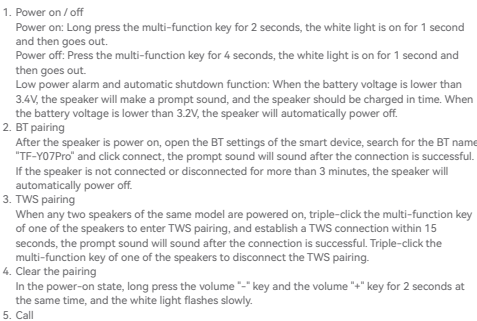 1. Power on / off
Power on: Long press the multi-function key for 2 seconds, the white light is on for 1 second
and then goes out.
Power off: Press the multi-function key for 4 seconds, the white light is on for 1 second and
then goes out.
Low power alarm and automatic shutdown function: When the battery voltage is lower than
3.4V, the speaker will make a prompt sound, and the speaker should be charged in time. When
the battery voltage is lower than 3.2V, the speaker will automatically power off.
2. BT pairing
After the speaker is power on, open the BT settings of the smart device, search for the BT name
"TF-Y07Pro" and click connect, the prompt sound will sound after the connection is successful.
If the speaker is not connected or disconnected for more than 3 minutes, the speaker will
automatically power off.
3. TWS pairing
When any two speakers of the same model are powered on, triple-click the multi-function key
of one of the speakers to enter TWS pairing, and establish a TWS connection within 15
seconds, the prompt sound will sound after the connection is successful. Triple-click the
multi-function key of one of the speakers to disconnect the TWS pairing.
4. Clear the pairing
In the power-on state, long press the volume "-" key and the volume "+" key for 2 seconds at
the same time, and the white light flashes slowly.
5. Call